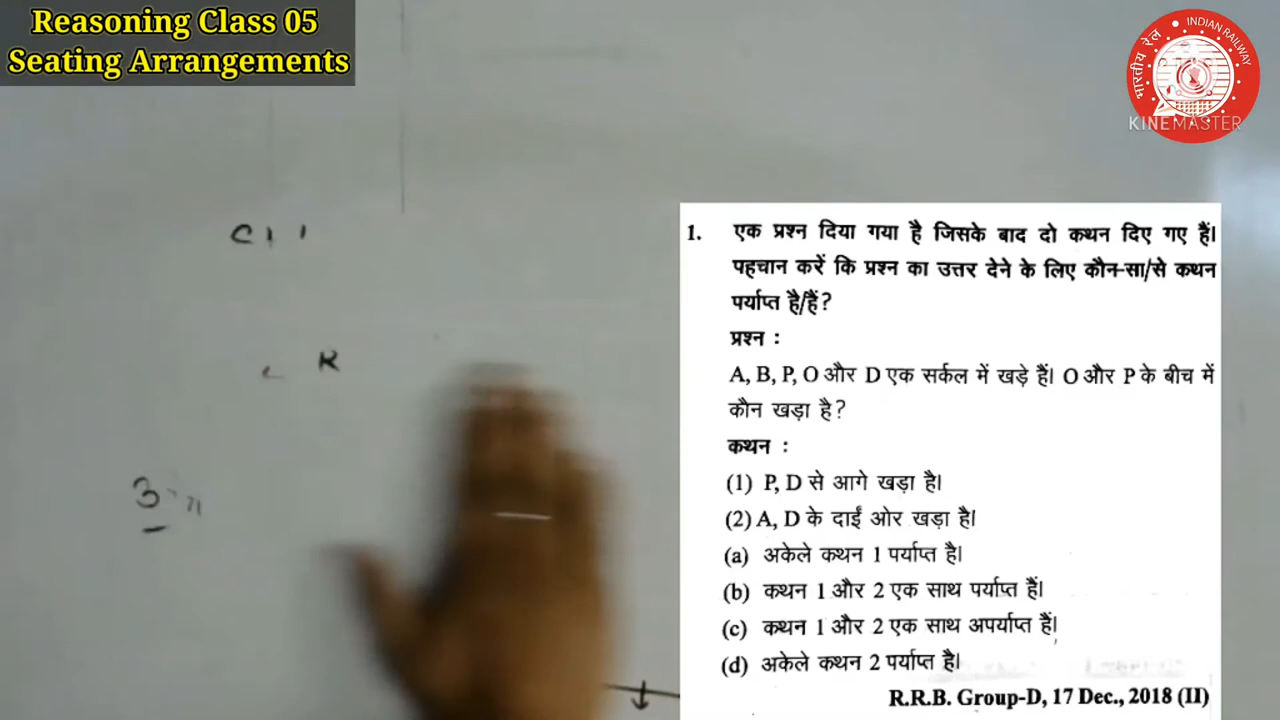 Reasoning Class 05
Seating Arrangements
भारतीय रेल
INDIAN RAILWAY
KINEMASTER
1. एक प्रश्न दिया गया है जिसके बाद दो कथन दिए गए हैं।
पहचान करें कि प्रश्न का उत्तर देने के लिए कौन-सा/से कथन
पर्याप्त है/हैं?
प्रश्न :
A, B, P, O और D एक सर्कल में खड़े हैं। O और P के बीच में
कौन खड़ा है?
कथन :
(1) P, D से आगे खड़ा है।
(2) A, D के दाईं ओर खड़ा है।
(a) अकेले कथन 1 पर्याप्त है।
(b) कथन 1 और 2 एक साथ पर्याप्त हैं।
(c) कथन 1 और 2 एक साथ अपर्याप्त हैं।
(d) अकेले कथन 2 पर्याप्त है।
R.R.B. Group-D, 17 Dec., 2018 (II)
R